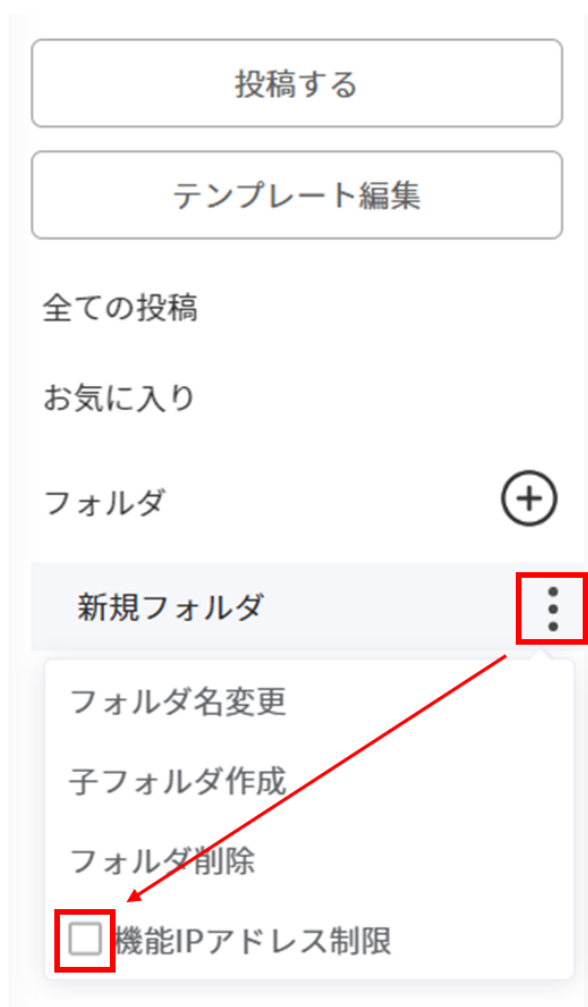 投稿する
テンプレート編集
全ての投稿
お気に入り
フォルダ
新規フォルダ
フォルダ名変更
子フォルダ作成
フォルダ削除
機能IPアドレス制限